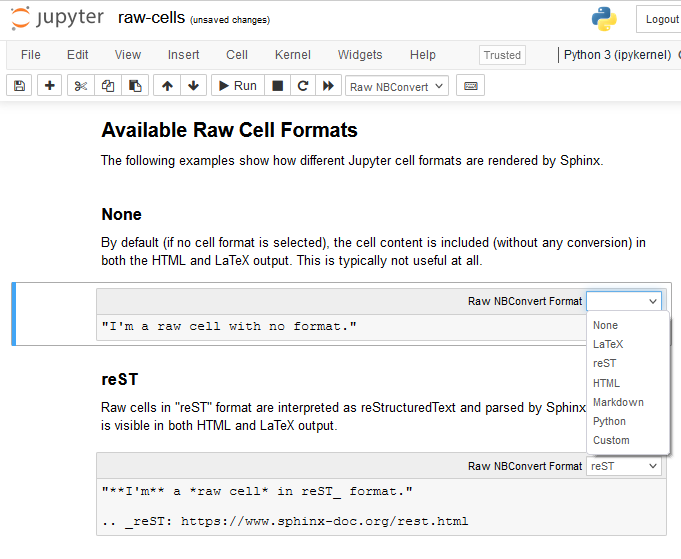 jupyter raw-cells (unsaved changes)
Logout
File Edit View Insert Cell Kernel Widgets Help Trusted Python 3 (ipykernel)
Run Raw NBConvert
Available Raw Cell Formats
The following examples show how different Jupyter cell formats are rendered by Sphinx.
None
By default (if no cell format is selected), the cell content is included (without any conversion) in
both the HTML and LaTeX output. This is typically not useful at all.
Raw NBConvert Format
"I'm a raw cell with no format."
None
LaTeX
reST
HTML
Markdown
Python
Custom
reST
Raw cells in "reST" format are interpreted as reStructuredText and parsed by Sphinx
is visible in both HTML and LaTeX output.
Raw NBConvert Format reST
"**I'm** a *raw cell* in reST_ format."
.. _reST: https://www.sphinx-doc.org/rest.html